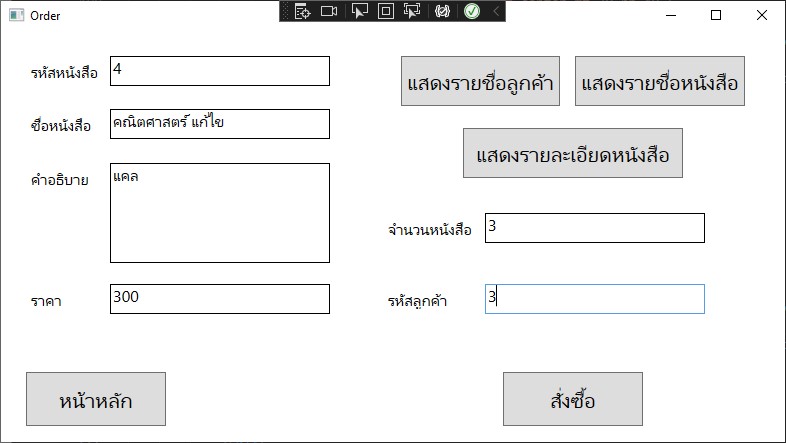 Order
รหัสหนังสือ 4
แสดงรายชื่อลูกค้า แสดงรายชื่อหนังสือ
ชื่อหนังสือ คณิตศาสตร์ แก้ไข
แสดงรายละเอียดหนังสือ
คำอธิบาย แคล
จำนวนหนังสือ 3
ราคา 300
รหัสลูกค้า 3
หน้าหลัก
สั่งซื้อ